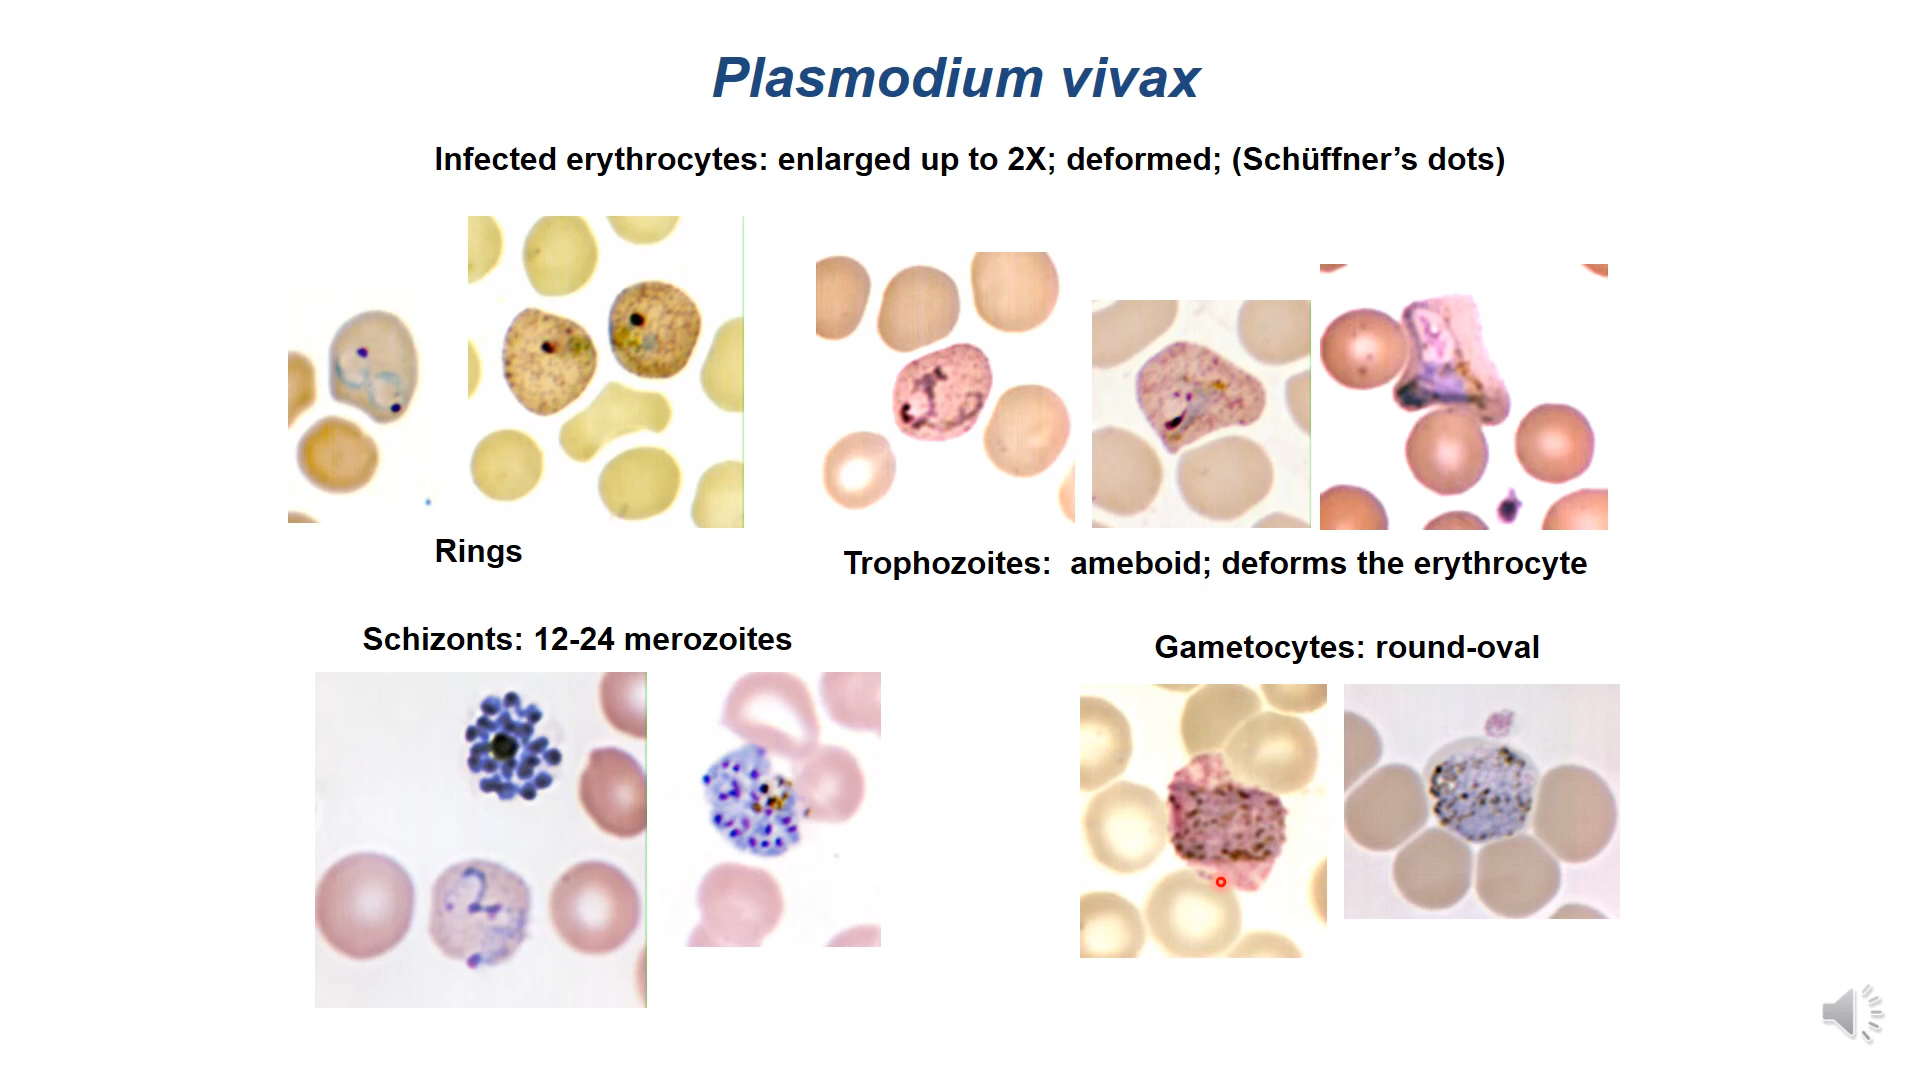 Plasmodium vivax
Infected erythrocytes: enlarged up to 2X; deformed; (Schüffner’s dots)
Rings
Trophozoites:  ameboid; deforms the erythrocyte
Schizonts: 12-24 merozoites
Gametocytes: round-oval